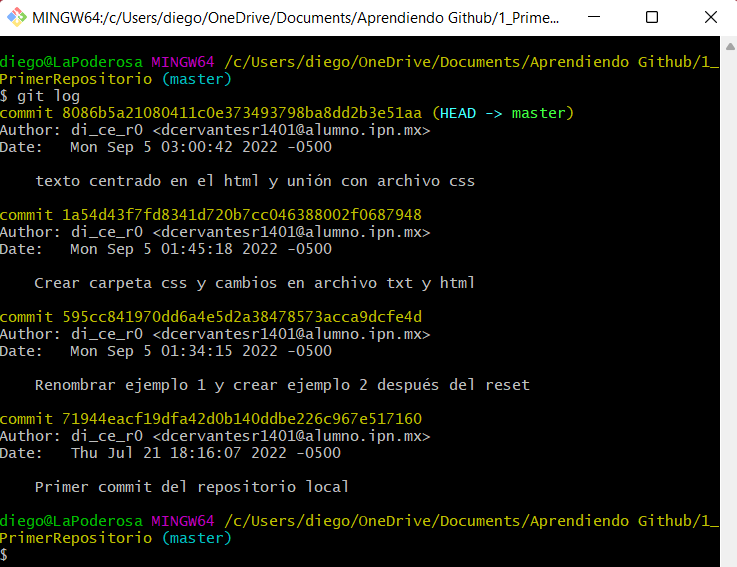 MINGW64:/c/Users/diego/OneDrive/Documents/Aprendiendo Github/1_Prime...
diego@LaPoderosa MINGW64 /c/Users/diego/OneDrive/Documents/Aprendiendo Github/1_
PrimerRepositorio (master)
$ git log
commit 8086b5a21080411c0e373493798ba8dd2b3e51aa (HEAD -> master)
Author: di_ce_r0 <dcervantesr1401@alumno.ipn.mx>
Date:   Mon Sep 5 03:00:42 2022 -0500
texto centrado en el html y unión con archivo css
commit 1a54d43f7fd8341d720b7cc046388002f0687948
Author: di_ce_r0 <dcervantesr1401@alumno.ipn.mx>
Date:   Mon Sep 5 01:45:18 2022 -0500
Crear carpeta css y cambios en archivo txt y html
commit 595cc841970dd6a4e5d2a38478573acca9dcfe4d
Author: di_ce_r0 <dcervantesr1401@alumno.ipn.mx>
Date:   Mon Sep 5 01:34:15 2022 -0500
Renombrar ejemplo 1 y crear ejemplo 2 después del reset
commit 71944eacf19dfa42d0b140ddbe226c967e517160
Author: di_ce_r0 <dcervantesr1401@alumno.ipn.mx>
Date:   Thu Jul 21 18:16:07 2022 -0500
Primer commit del repositorio local
diego@LaPoderosa MINGW64 /c/Users/diego/OneDrive/Documents/Aprendiendo Github/1_
PrimerRepositorio (master)
$